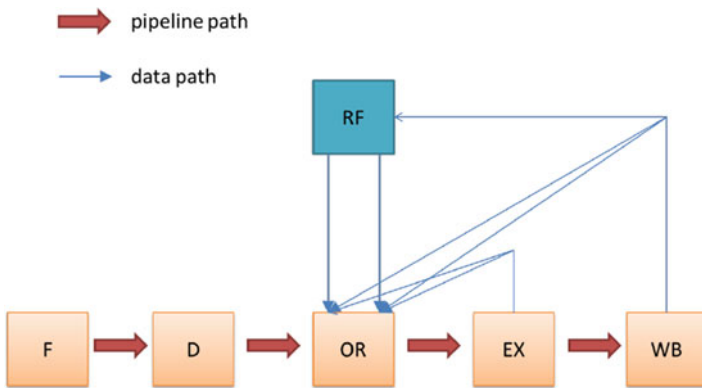 pipeline path
data path
RF
F
D
OR
EX
WB